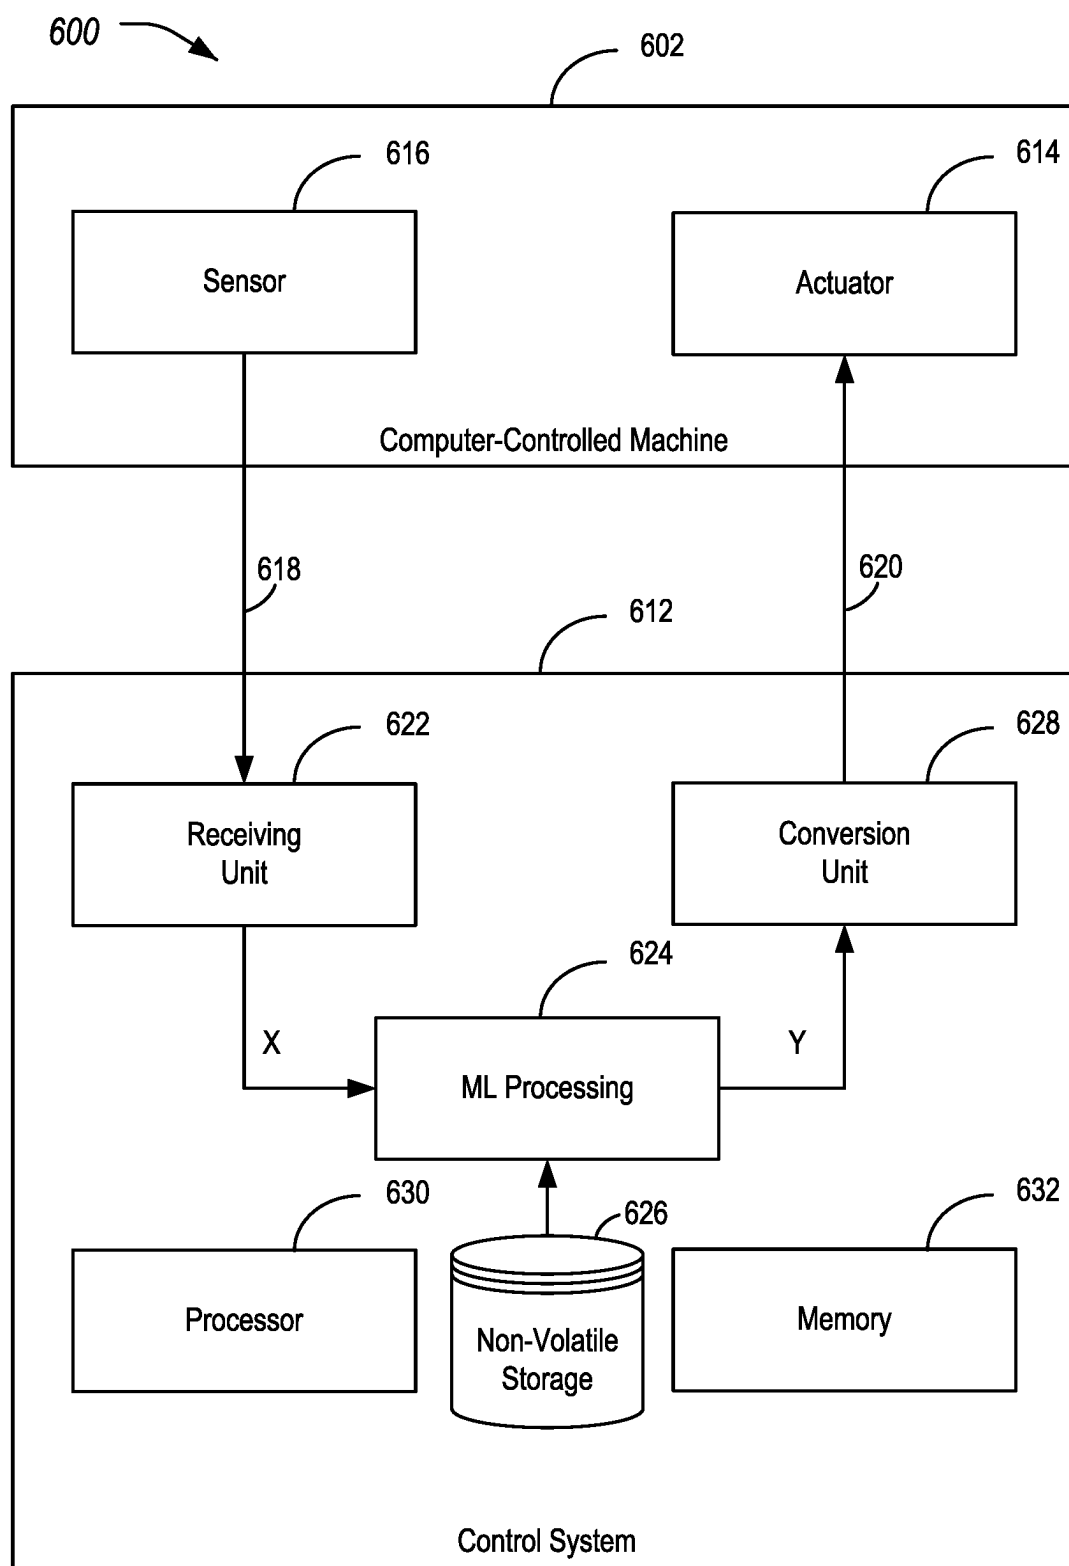 600
602
616
614
Sensor
Actuator
Computer-Controlled Machine
618
620
612
622
628
Receiving
Unit
Conversion
Unit
624
X
Y
ML Processing
630
626
632
Processor
Non-Volatile
Storage
Memory
Control System